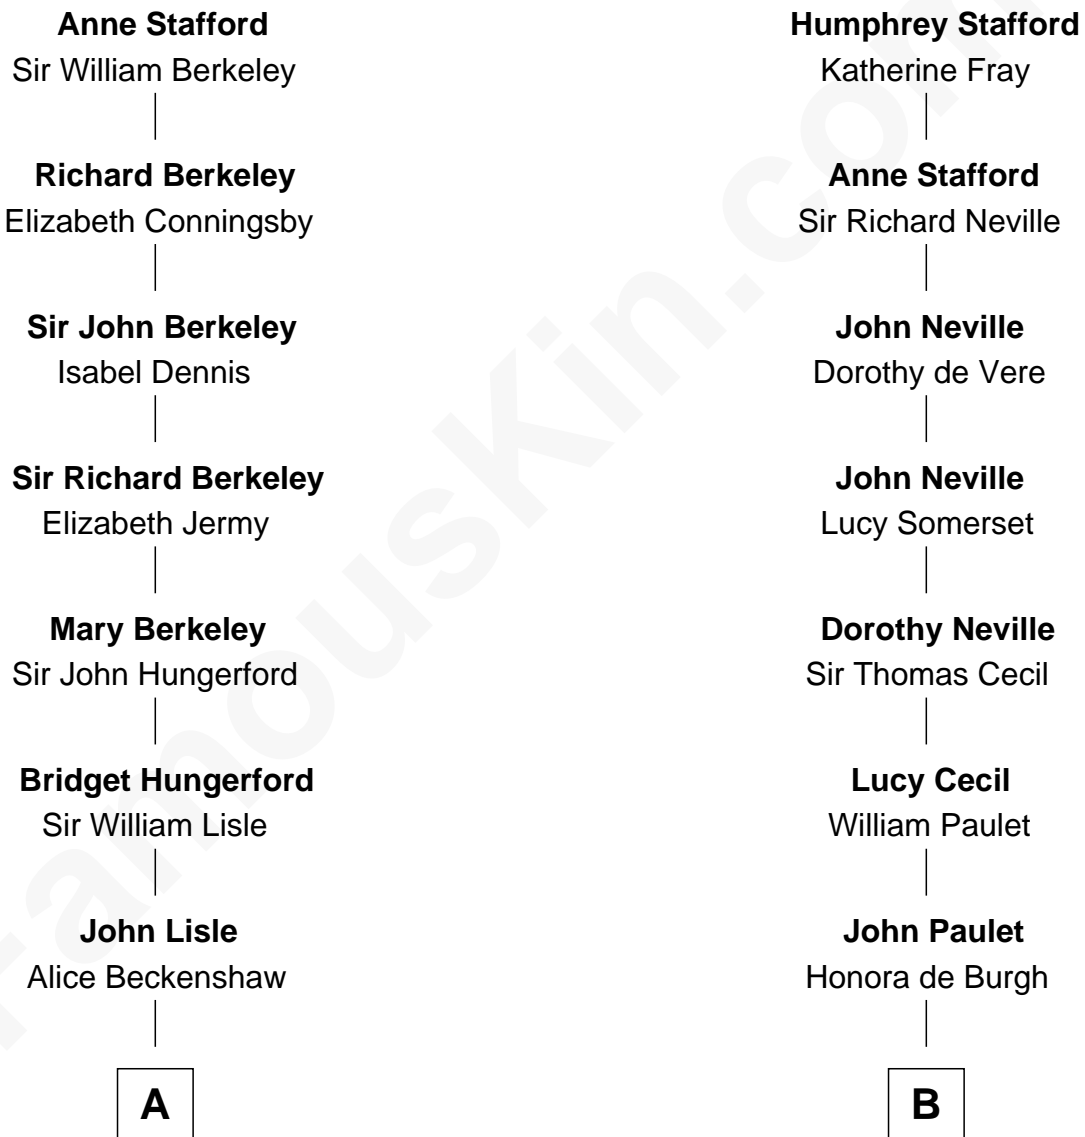 Anne Stafford
Sir William Berkeley
Richard Berkeley
Elizabeth Conningsby
Sir John Berkeley
Isabel Dennis
Sir Richard Berkeley
Elizabeth Jermy
Mary Berkeley
Sir John Hungerford
Bridget Hungerford
Sir William Lisle
John Lisle
Alice Beckenshaw
A
Humphrey Stafford
Katherine Fray
Anne Stafford
Sir Richard Neville
John Neville
Dorothy de Vere
John Neville
Lucy Somerset
Dorothy Neville
Sir Thomas Cecil
Lucy Cecil
William Paulet
John Paulet
Honora de Burgh
B
FamousKin.com